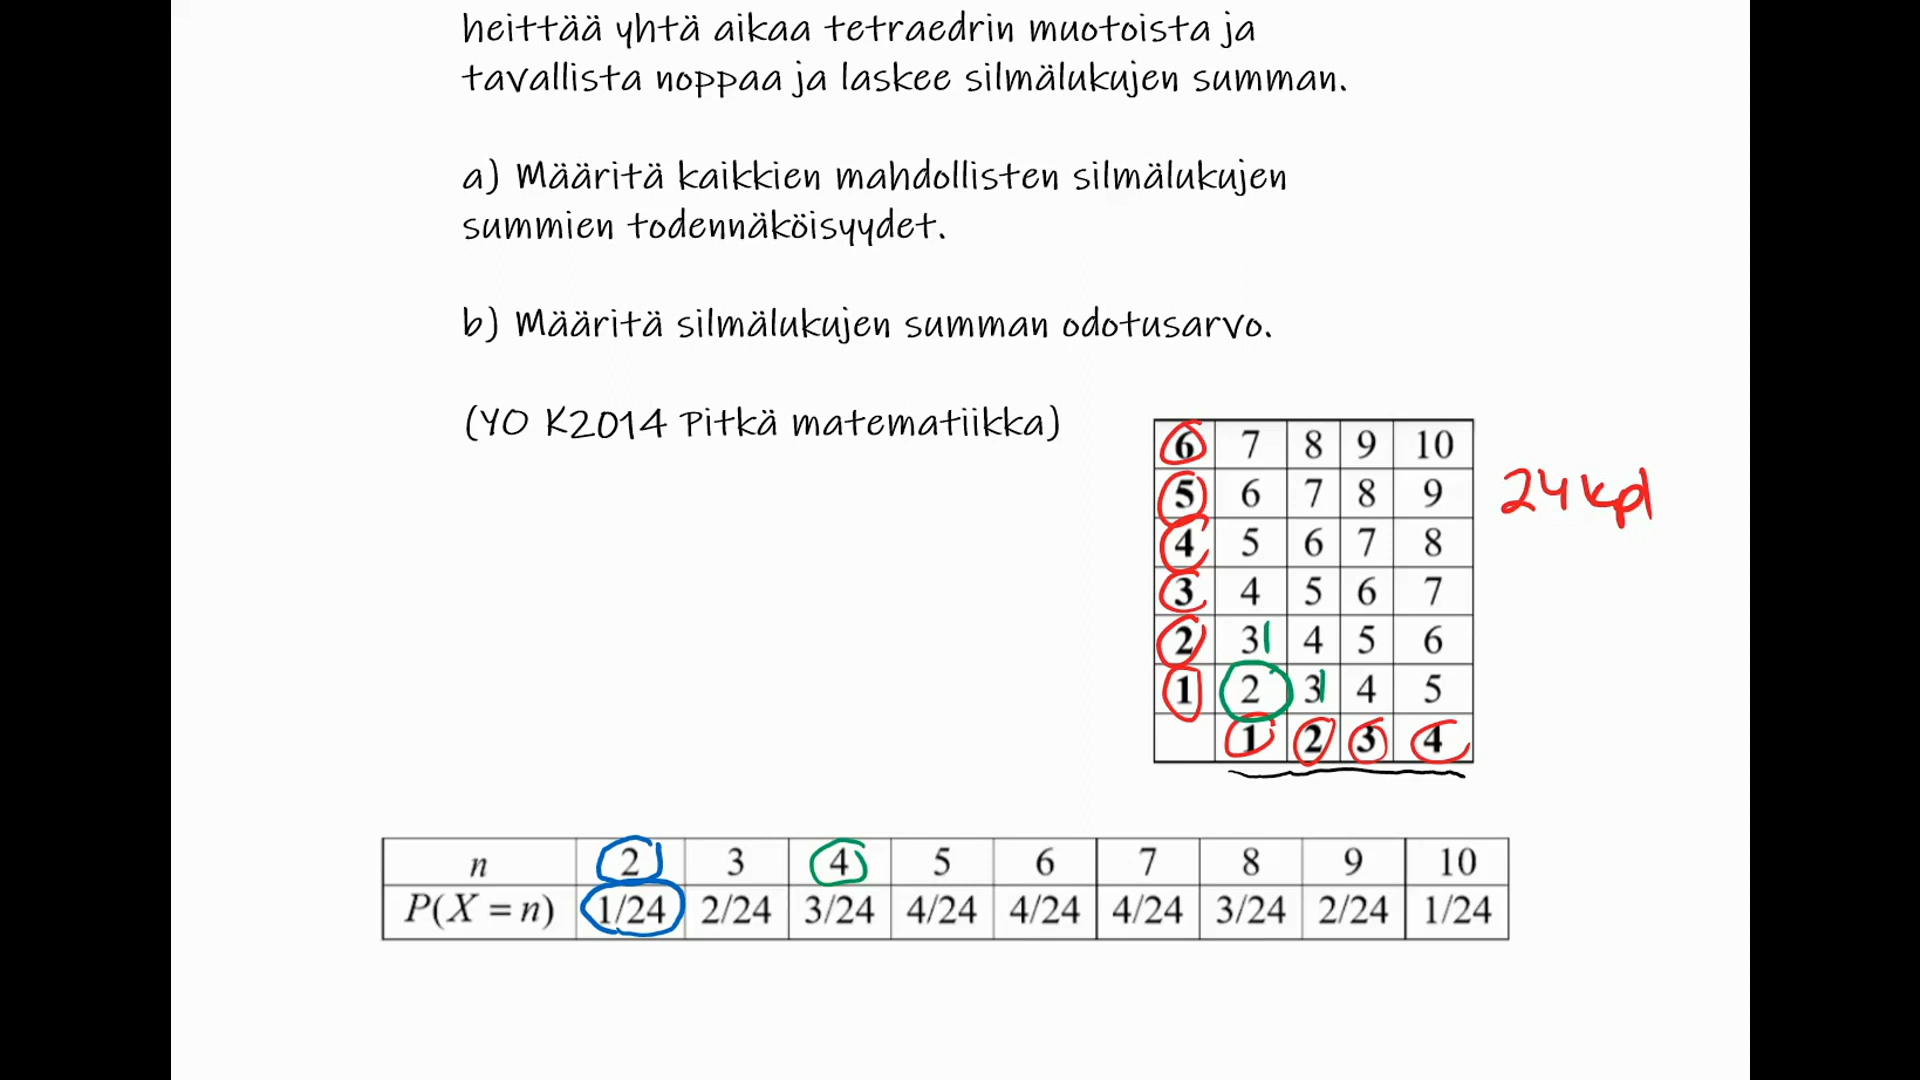 heittää yhtä aikaa tetraedrin muotoista ja
tavallista noppaa ja laskee silmälukujen summan.
a) Määritä kaikkien mahdollisten silmälukujen
summien todennäköisyydet.
b) Määritä silmälukujen summan odotusarvo.
(YO K2014 Pitkä matematiikka)
6 7 8 9 10
5 6 7 8 9
24 kpl
4 5 6 7 8
3 4 5 6 7
2 3 4 5 6
1 2 3 4 5
1 2 3 4
n 2 3 4 5 6 7 8 9 10
P(X = n) 1/24 2/24 3/24 4/24 4/24 4/24 3/24 2/24 1/24